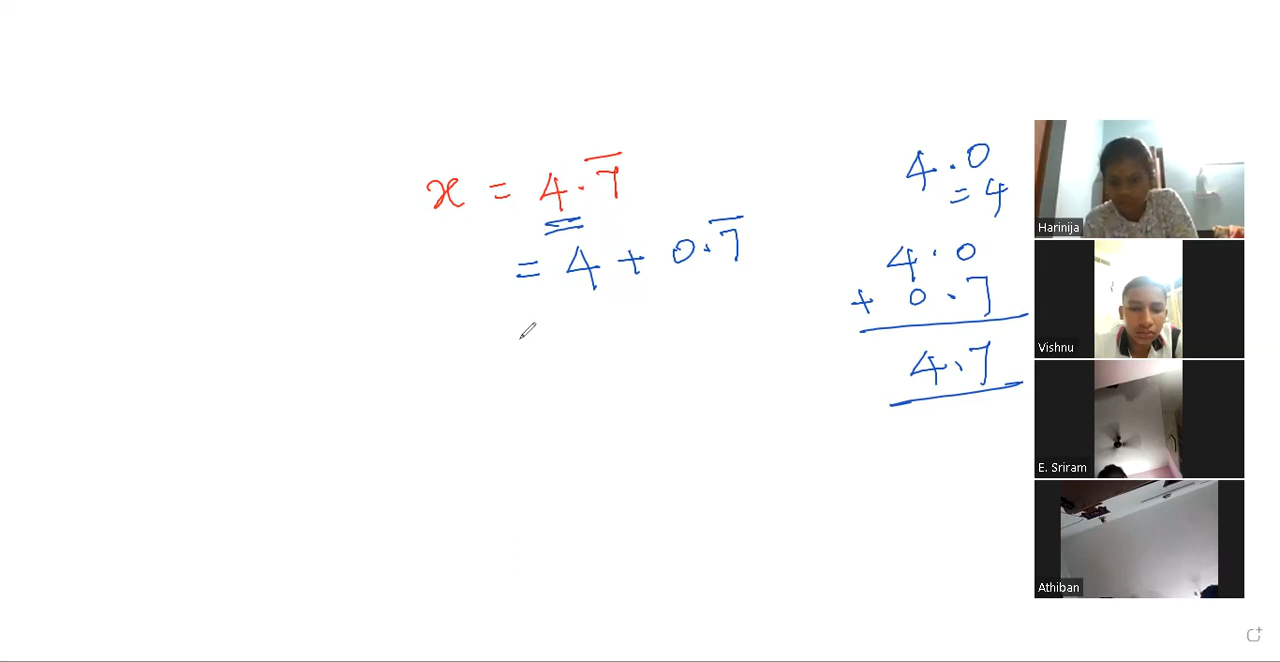 x = 4.7̅
= 4 + 0.7̅
4.0
= 4
4.0
+ 0.7
4.7
Harinija
Vishnu
E. Sriram
Athiban